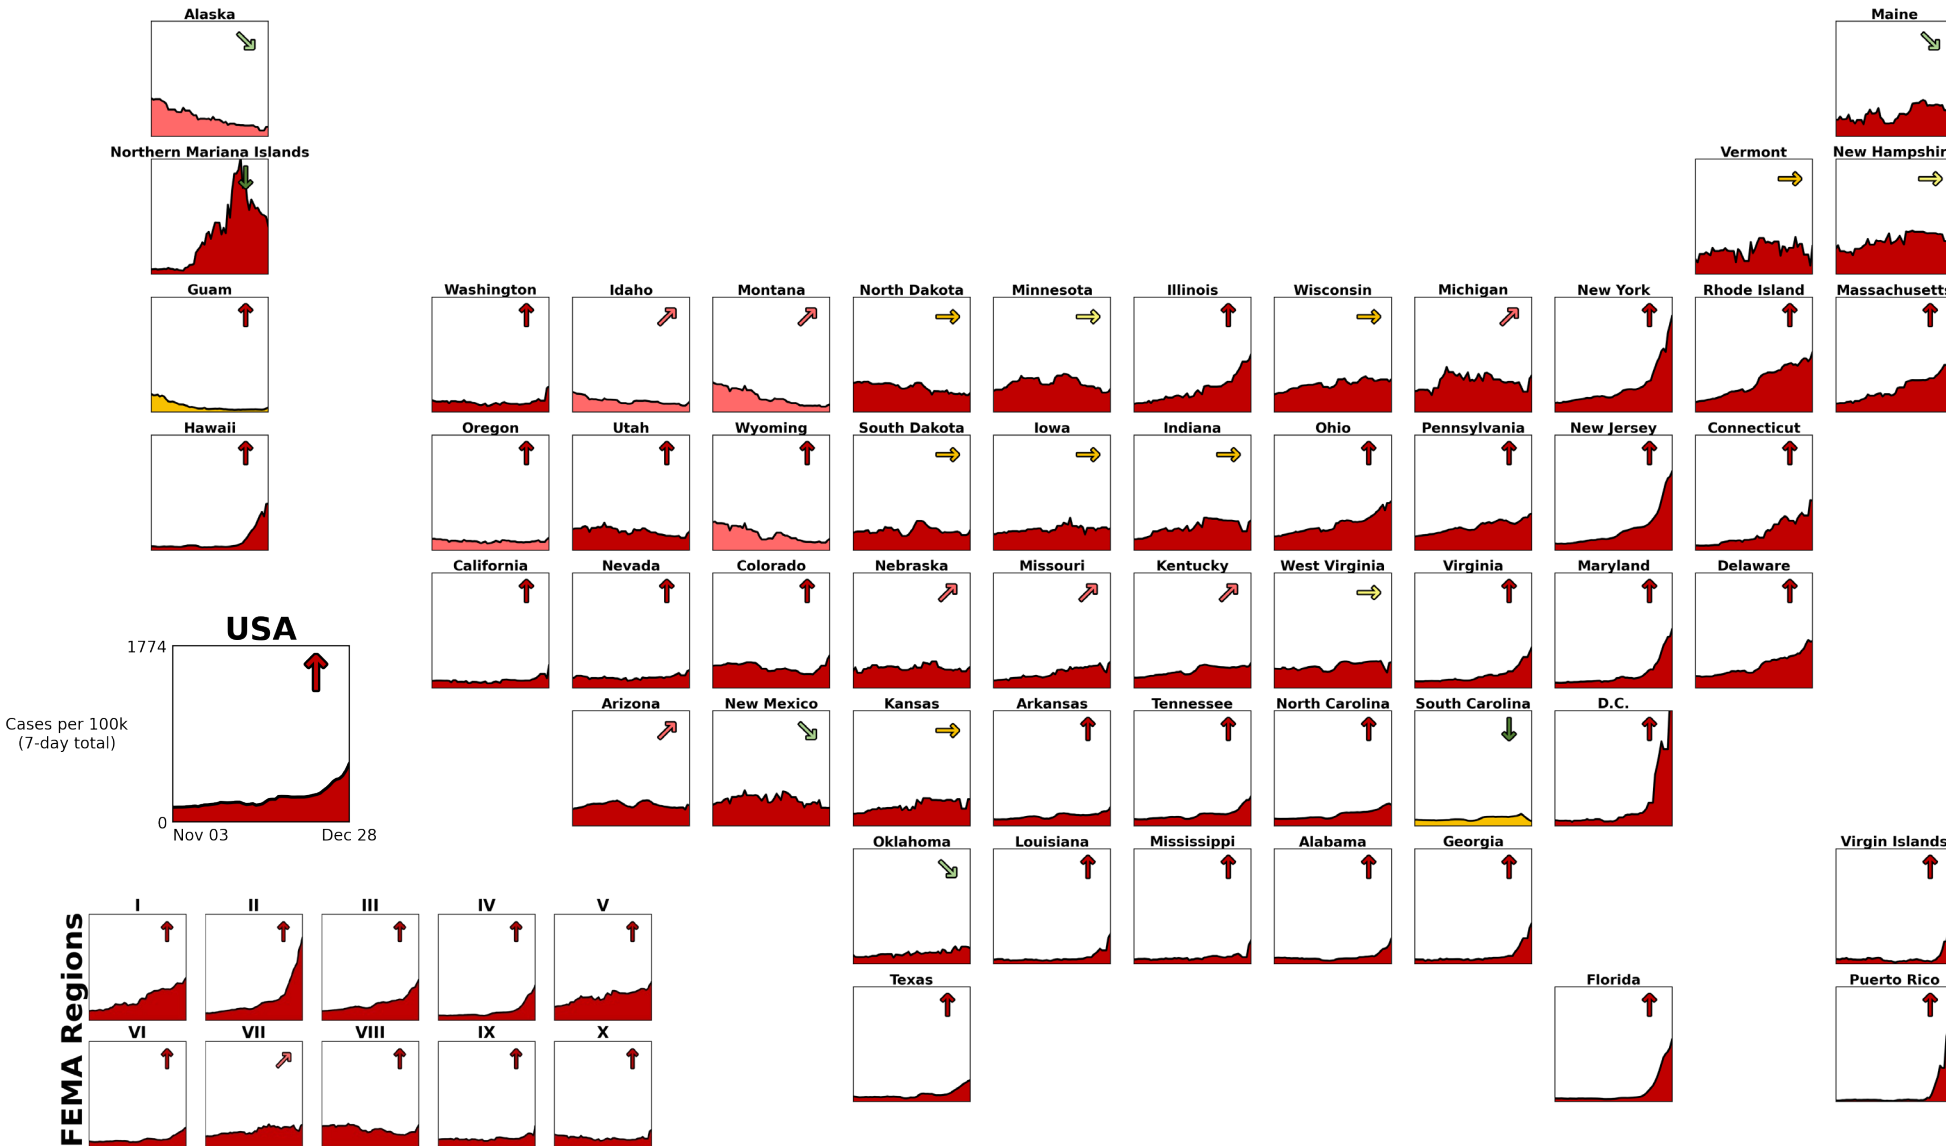 Alaska
Maine
Northern Mariana Islands
Vermont
New Hampshir
Guam
Washington
Idaho
Montana
North Dakota
Minnesota
Illinois
Wisconsin
Michigan
New York
Rhode Island
Massachusetts
Hawaii
Oregon
Utah
Wyoming
South Dakota
Iowa
Indiana
Ohio
Pennsylvania
New Jersey
Connecticut
California
Nevada
Colorado
Nebraska
Missouri
Kentucky
West Virginia
Virginia
Maryland
Delaware
USA
1774
Cases per 100k
(7-day total)
0
Nov 03
Dec 28
Arizona
New Mexico
Kansas
Arkansas
Tennessee
North Carolina
South Carolina
D.C.
Oklahoma
Louisiana
Mississippi
Alabama
Georgia
Virgin Islands
Texas
Florida
Puerto Rico
FEMA Regions
I
II
III
IV
V
VI
VII
VIII
IX
X